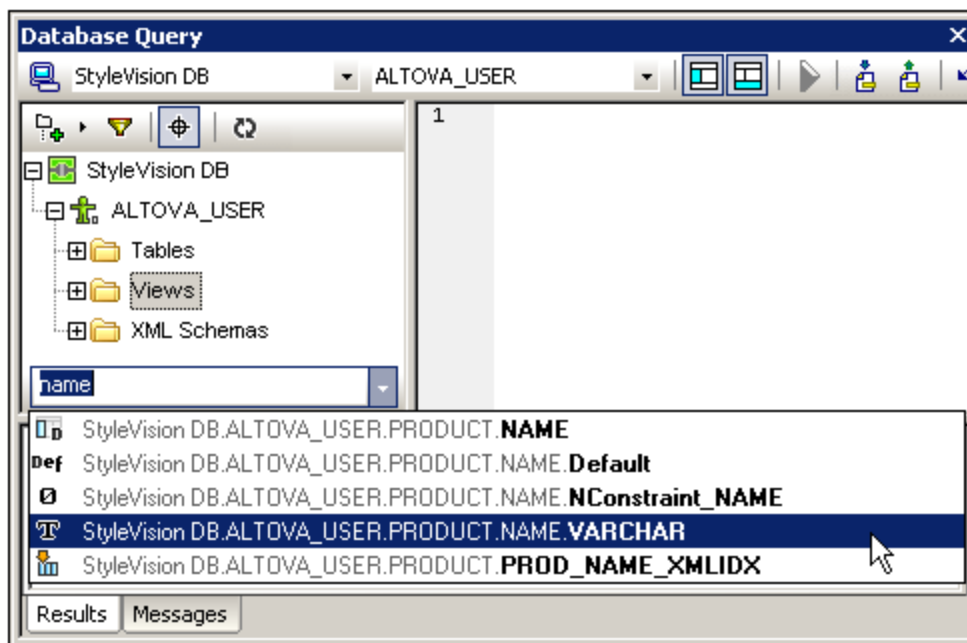 Database Query
StyleVision DB ALTOVA_USER
1
StyleVision DB
ALTOVA_USER
Tables
Views
XML Schemas
name
StyleVision DB.ALTOVA_USER.PRODUCT.NAME
Def StyleVision DB.ALTOVA_USER.PRODUCT.NAME.Default
StyleVision DB.ALTOVA_USER.PRODUCT.NAME.NConstraint_NAME
StyleVision DB.ALTOVA_USER.PRODUCT.NAME.VARCHAR
StyleVision DB.ALTOVA_USER.PRODUCT.PROD_NAME_XMLIDX
Results Messages